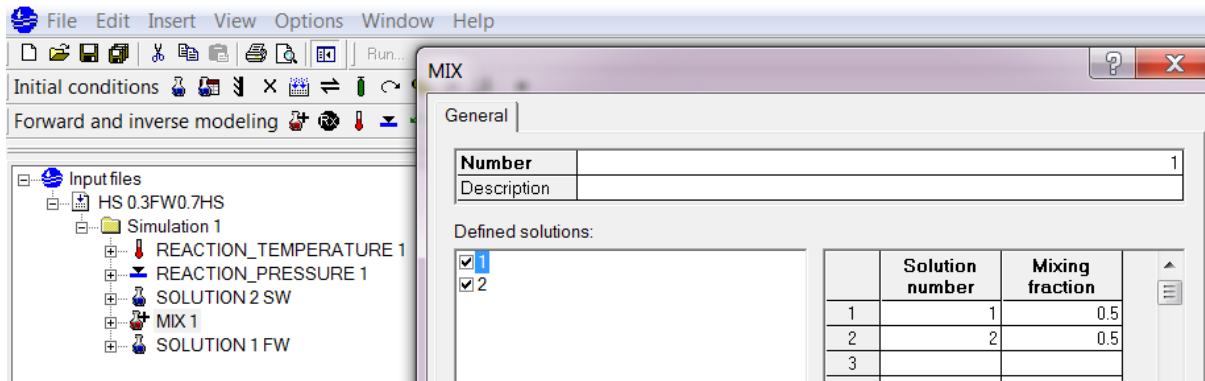 File Edit Insert View Options Window Help
Run...
MIX
Initial conditions
General
Forward and inverse modeling
Number 1
Description
Input files
HS 0.3FW0.7HS
Simulation 1
REACTION_TEMPERATURE 1
REACTION_PRESSURE 1
SOLUTION 2 SW
MIX 1
SOLUTION 1 FW
Defined solutions:
1
2
Solution number Mixing fraction
1 1 0.5
2 2 0.5
3